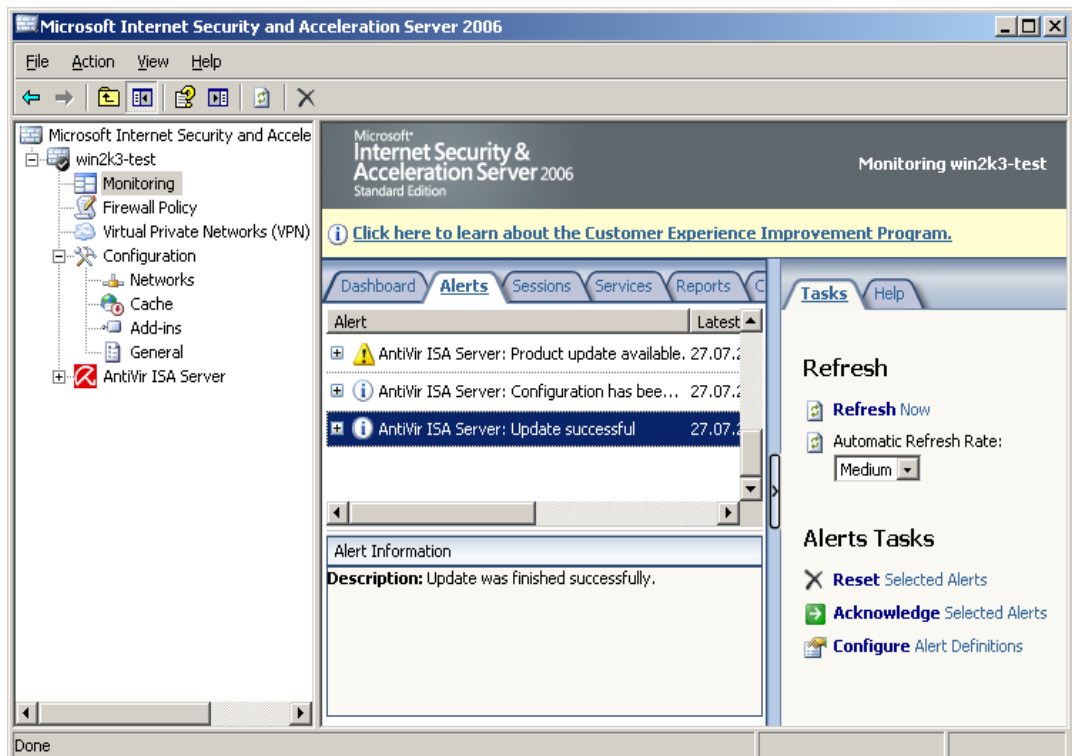 Microsoft Internet Security and Acceleration Server 2006
File Action View Help
Microsoft Internet Security and Accele
win2k3-test
Monitoring
Firewall Policy
Virtual Private Networks (VPN)
Configuration
Networks
Cache
Add-ins
General
AntiVir ISA Server
Microsoft
Internet Security &
Acceleration Server 2006
Standard Edition
Monitoring win2k3-test
Click here to learn about the Customer Experience Improvement Program.
Dashboard Alerts Sessions Services Reports C
Alert Latest
AntiVir ISA Server: Product update available. 27.07.2
AntiVir ISA Server: Configuration has bee... 27.07.2
AntiVir ISA Server: Update successful 27.07.2
Alert Information
Description: Update was finished successfully.
Tasks Help
Refresh
Refresh Now
Automatic Refresh Rate:
Medium
Alerts Tasks
Reset Selected Alerts
Acknowledge Selected Alerts
Configure Alert Definitions
Done